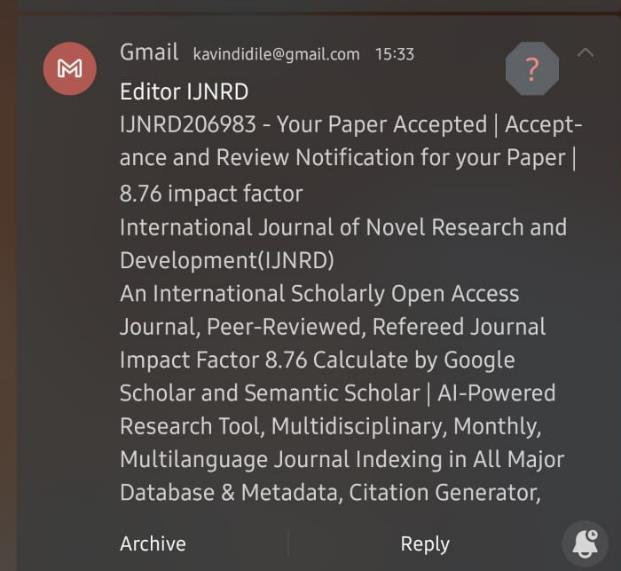 Gmail kavindidile@gmail.com 15:33
?
Editor IJNRD
IJNRD206983 - Your Paper Accepted | Accept-
ance and Review Notification for your Paper |
8.76 impact factor
International Journal of Novel Research and
Development(IJNRD)
An International Scholarly Open Access
Journal, Peer-Reviewed, Refereed Journal
Impact Factor 8.76 Calculate by Google
Scholar and Semantic Scholar | AI-Powered
Research Tool, Multidisciplinary, Monthly,
Multilanguage Journal Indexing in All Major
Database & Metadata, Citation Generator,
Archive Reply